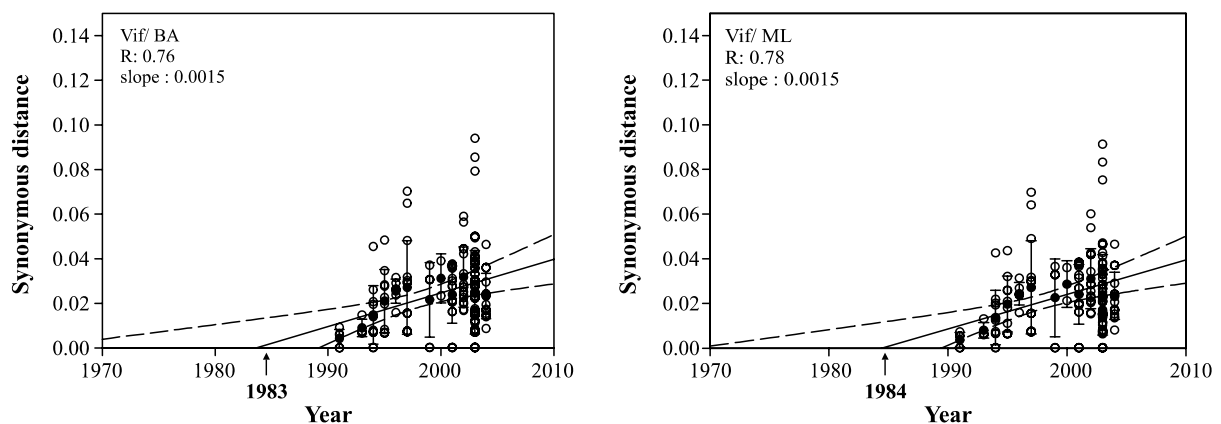 Vif/ BA
R: 0.76
slope : 0.0015
Synonymous distance
0.14
0.12
0.10
0.08
0.06
0.04
0.02
0.00
1970 1980 1990 2000 2010
1983
Year
Vif/ ML
R: 0.78
slope : 0.0015
Synonymous distance
0.14
0.12
0.10
0.08
0.06
0.04
0.02
0.00
1970 1980 1990 2000 2010
1984
Year